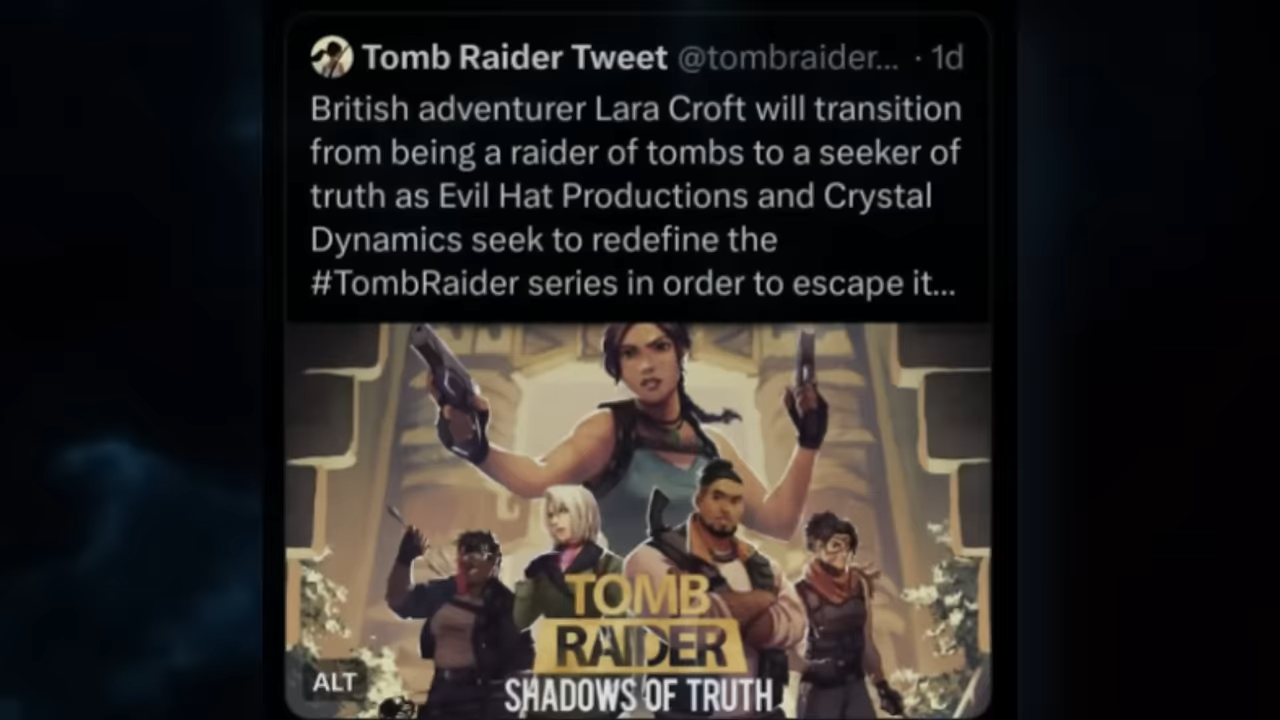 Tomb Raider Tweet @tombraider... · 1d
British adventurer Lara Croft will transition
from being a raider of tombs to a seeker of
truth as Evil Hat Productions and Crystal
Dynamics seek to redefine the
#TombRaider series in order to escape it...
TOMB
RAIDER
SHADOWS OF TRUTH
ALT